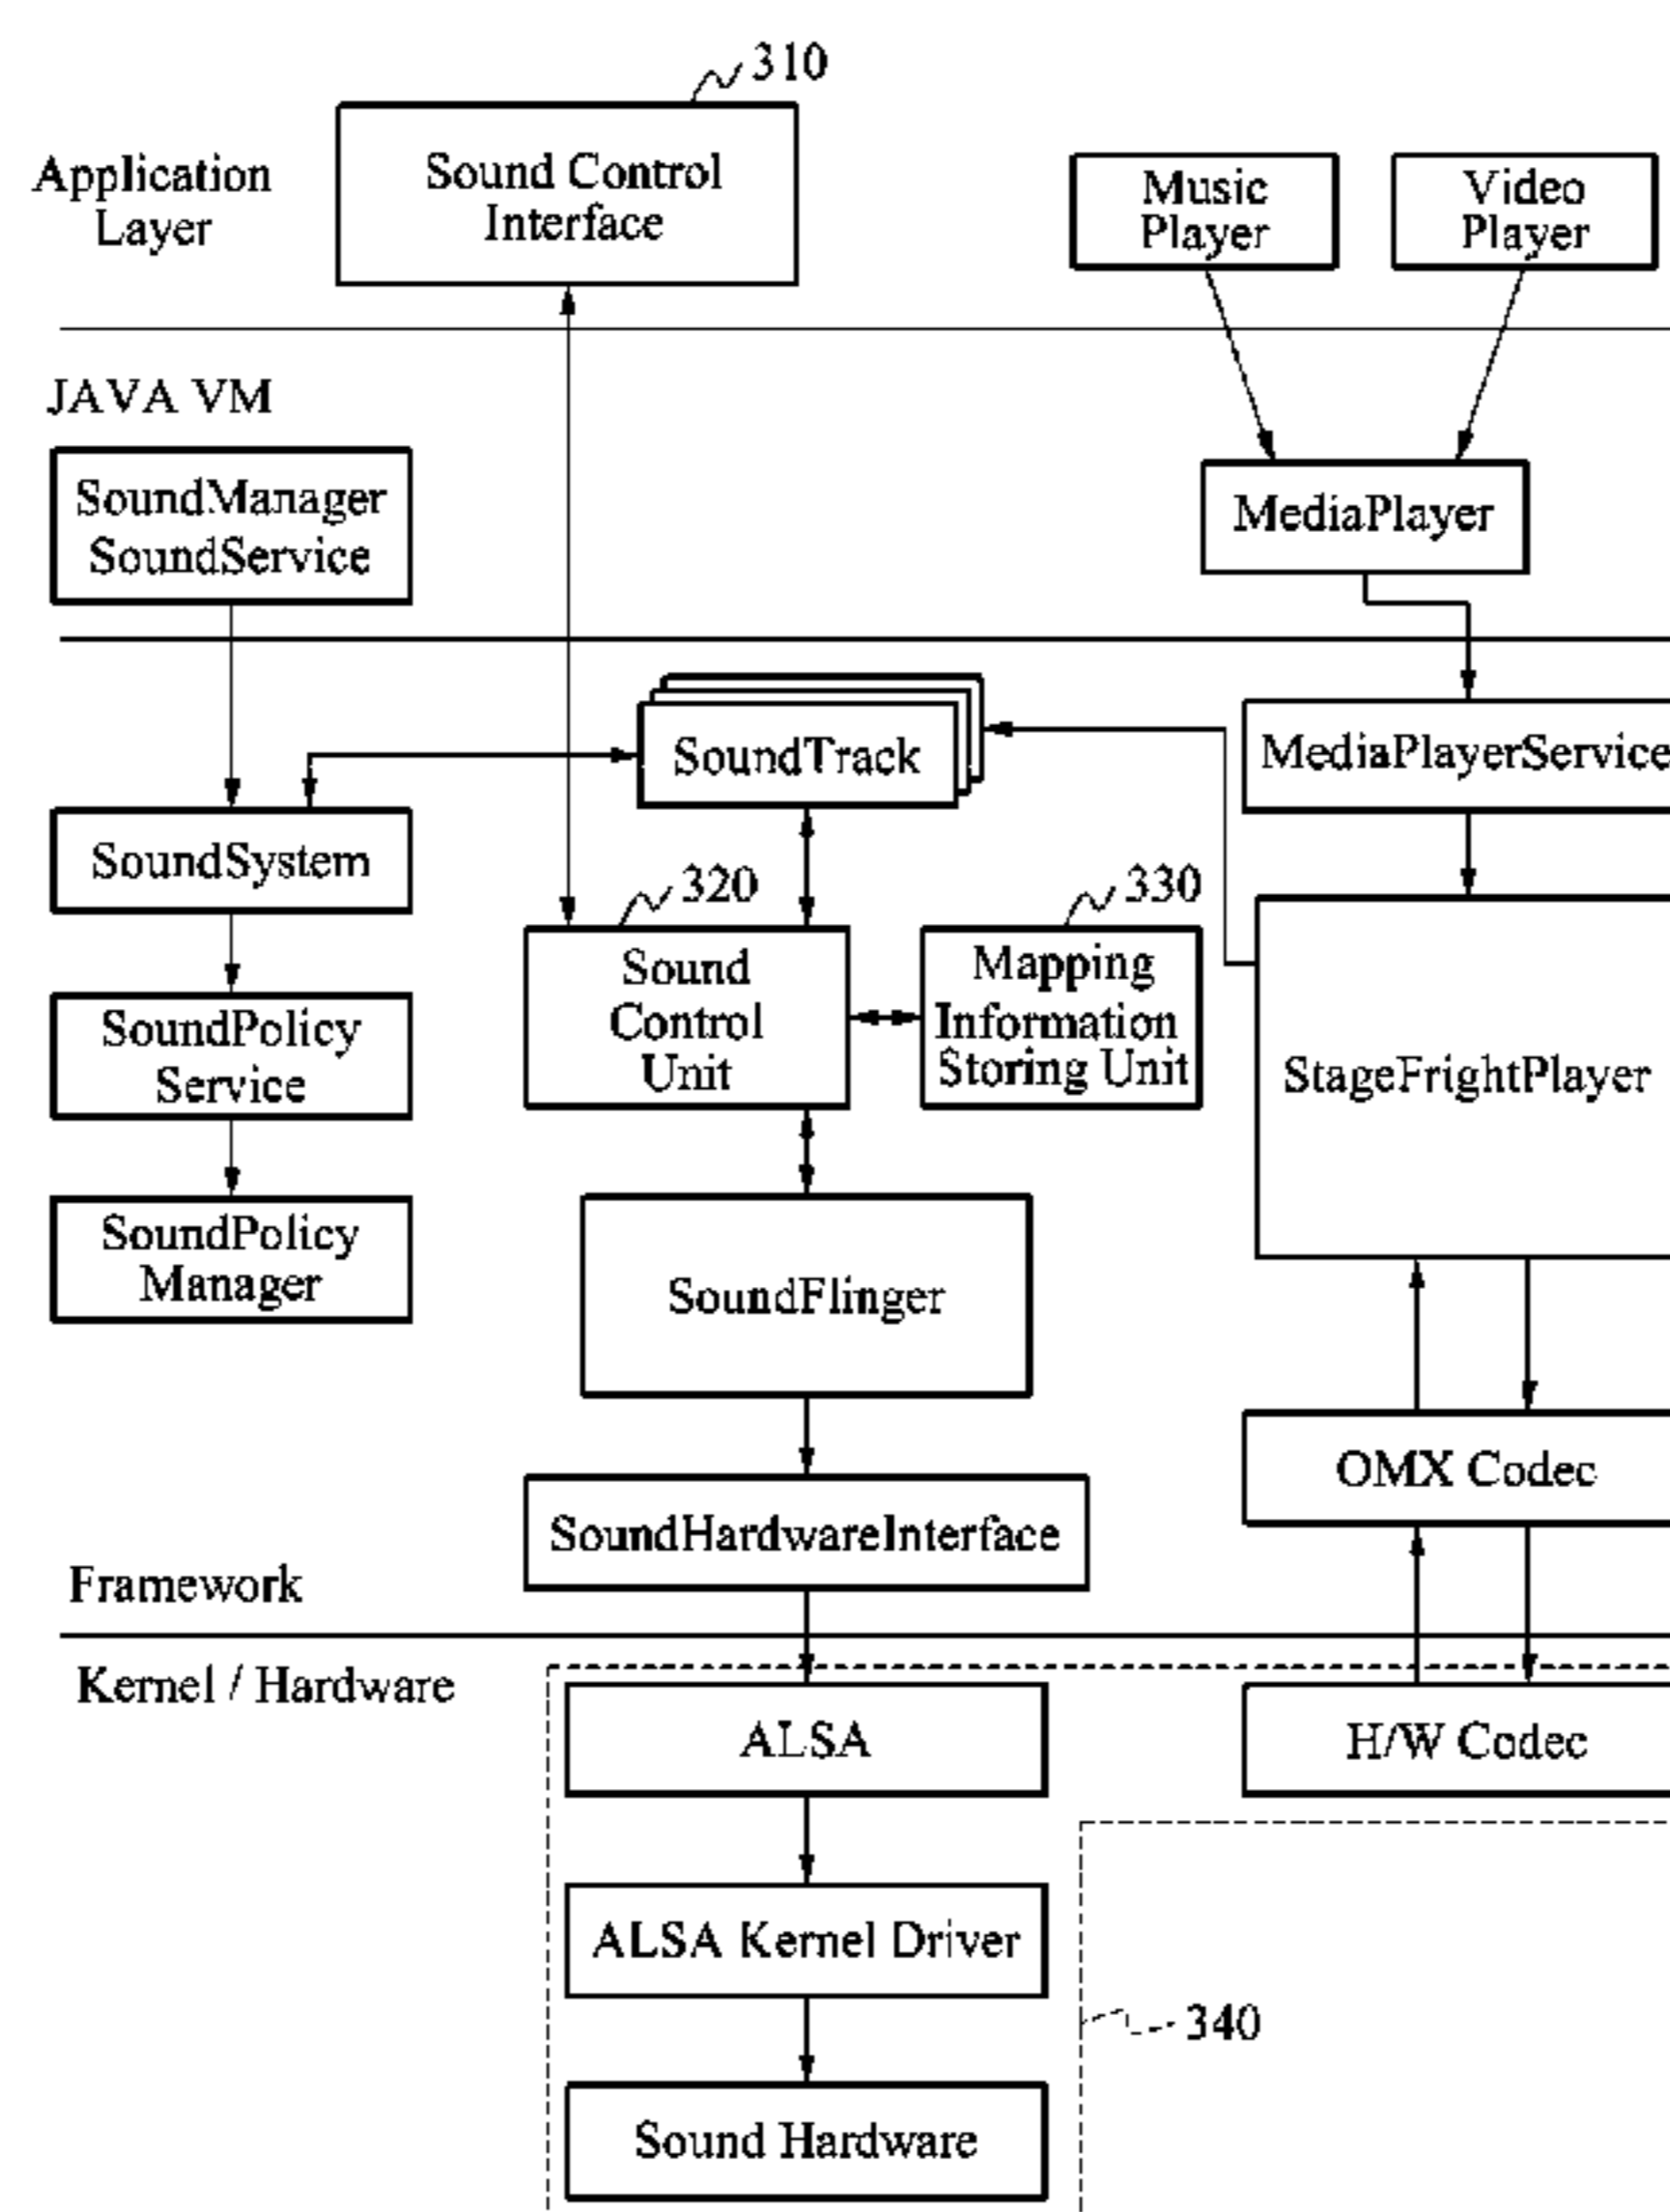 310
Application
Layer
Sound Control
Interface
Music
Player
Video
Player
JAVA VM
SoundManager
SoundService
MediaPlayer
SoundTrack
MediaPlayerService
SoundSystem
320
330
Sound
Control
Unit
Mapping
Information
Storing Unit
StageFrightPlayer
SoundPolicy
Service
SoundPolicy
Manager
SoundFlinger
OMX Codec
SoundHardwareInterface
Framework
Kernel / Hardware
ALSA
H/W Codec
ALSA Kernel Driver
340
Sound Hardware